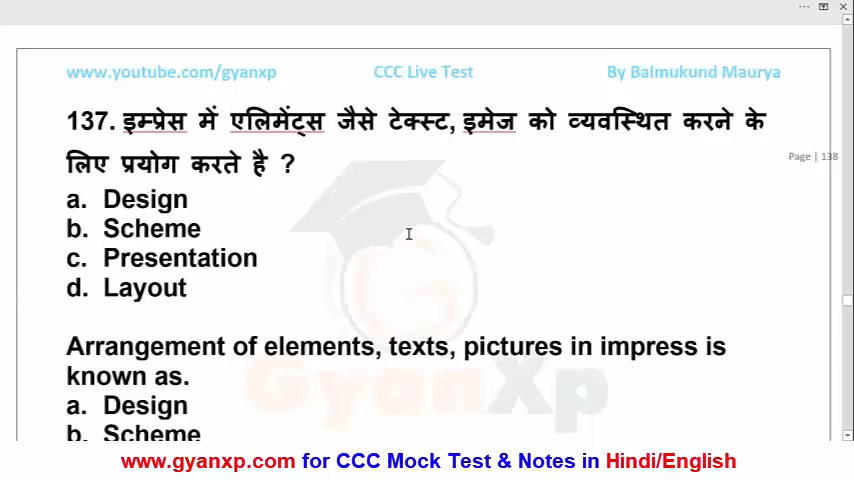 www.youtube.com/gyanxp CCC Live Test By Balmukund Maurya
137. इम्प्रेस में एलिमेंट्स जैसे टेक्स्ट, इमेज को व्यवस्थित करने के
Page | 138
लिए प्रयोग करते है ?
a. Design
b. Scheme
c. Presentation
d. Layout
Arrangement of elements, texts, pictures in impress is
known as.
a. Design
b. Scheme
GyanXp
www.gyanxp.com for CCC Mock Test & Notes in Hindi/English